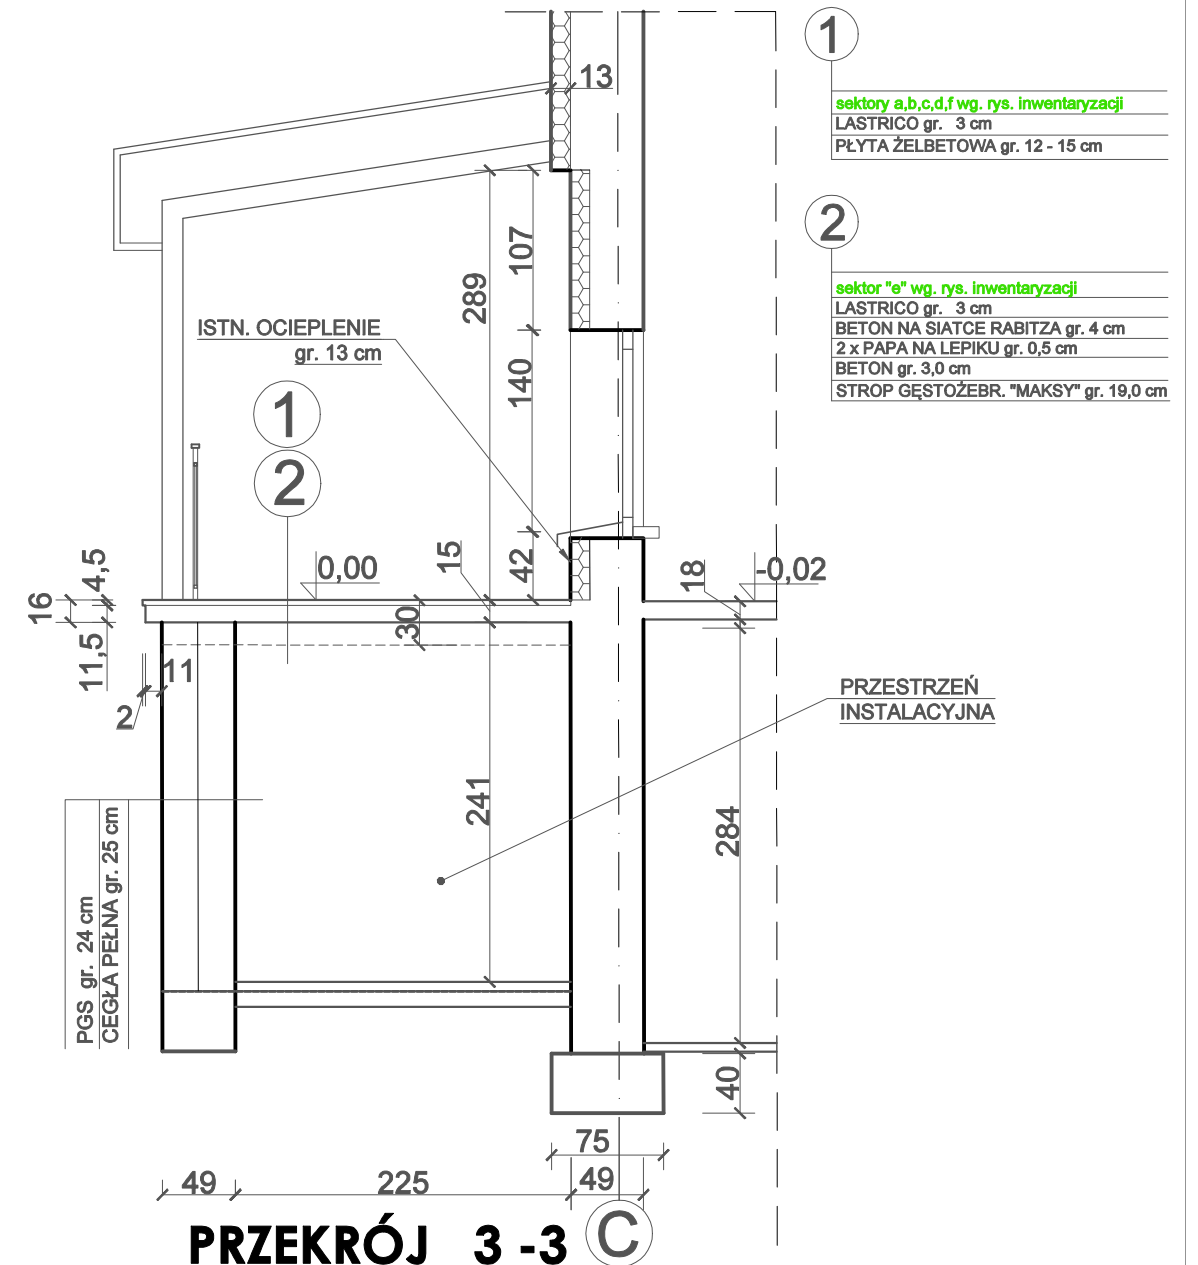 1
sektory a,b,c,d,f wg. rys. inwentaryzacji
LASTRICO gr. 3 cm
PŁYTA ŻELBETOWA gr. 12 - 15 cm
2
sektor "e" wg. rys. inwentaryzacji
LASTRICO gr. 3 cm
BETON NA SIATCE RABITZA gr. 4 cm
2 x PAPA NA LEPIKU gr. 0,5 cm
BETON gr. 3,0 cm
STROP GĘSTOŻEBR. "MAKSY" gr. 19,0 cm
13
107
289
ISTN. OCIEPLENIE
gr. 13 cm
140
1
2
42
15
0,00
18
-0,02
4,5
16
11,5
30
11
2
PRZESTRZEŃ
INSTALACYJNA
241
284
PGS gr. 24 cm
CEGŁA PEŁNA gr. 25 cm
40
75
49
225
49
PRZEKRÓJ 3 -3
C